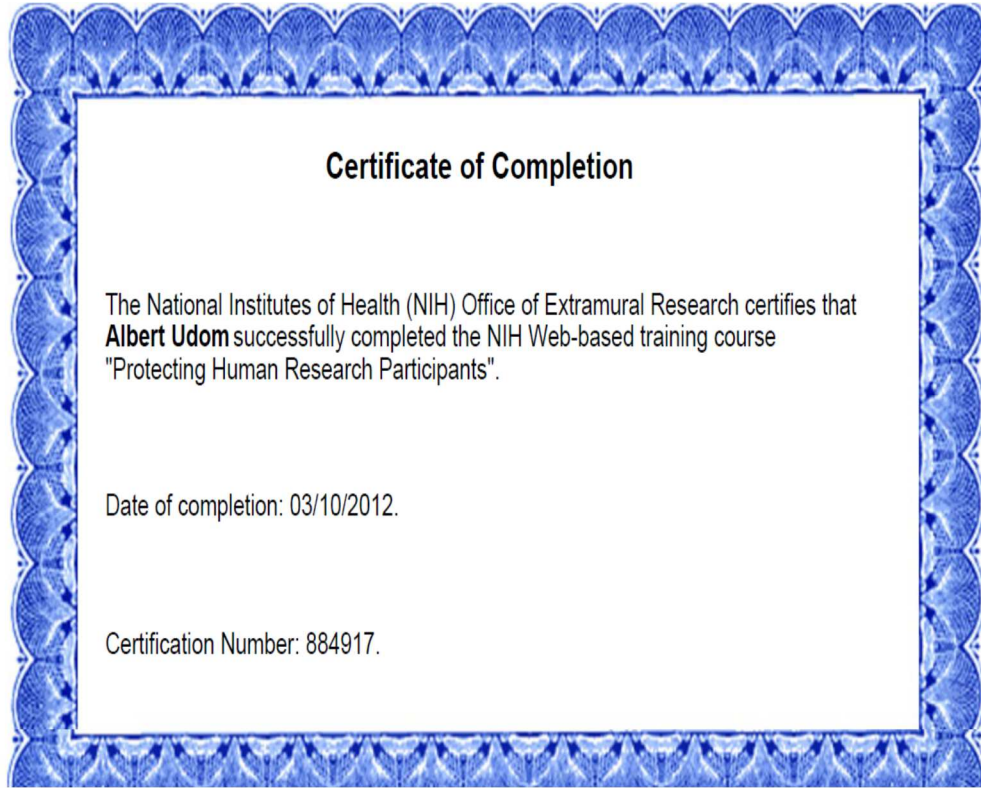 Certificate of Completion
The National Institutes of Health (NIH) Office of Extramural Research certifies that
Albert Udom successfully completed the NIH Web-based training course
"Protecting Human Research Participants".
Date of completion: 03/10/2012.
Certification Number: 884917.